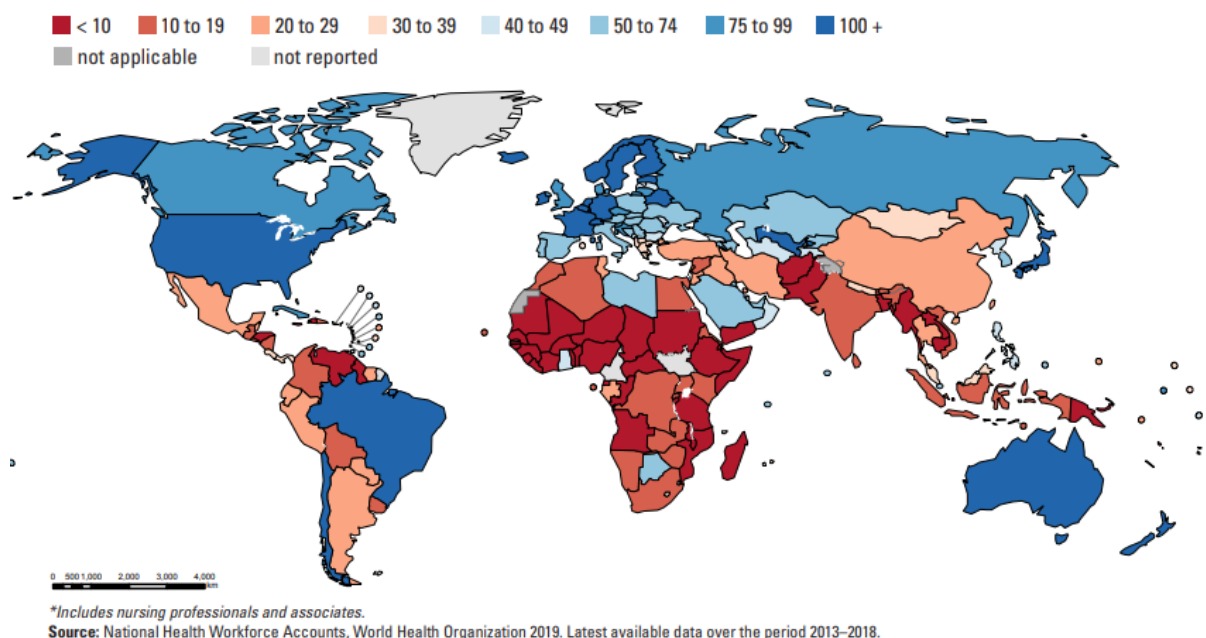 < 10 10 to 19 20 to 29 30 to 39 40 to 49 50 to 74 75 to 99 100 +
not applicable not reported
0 500 1,000 2,000 3,000 4,000
km
*Includes nursing professionals and associates.
Source: National Health Workforce Accounts, World Health Organization 2019. Latest available data over the period 2013–2018.